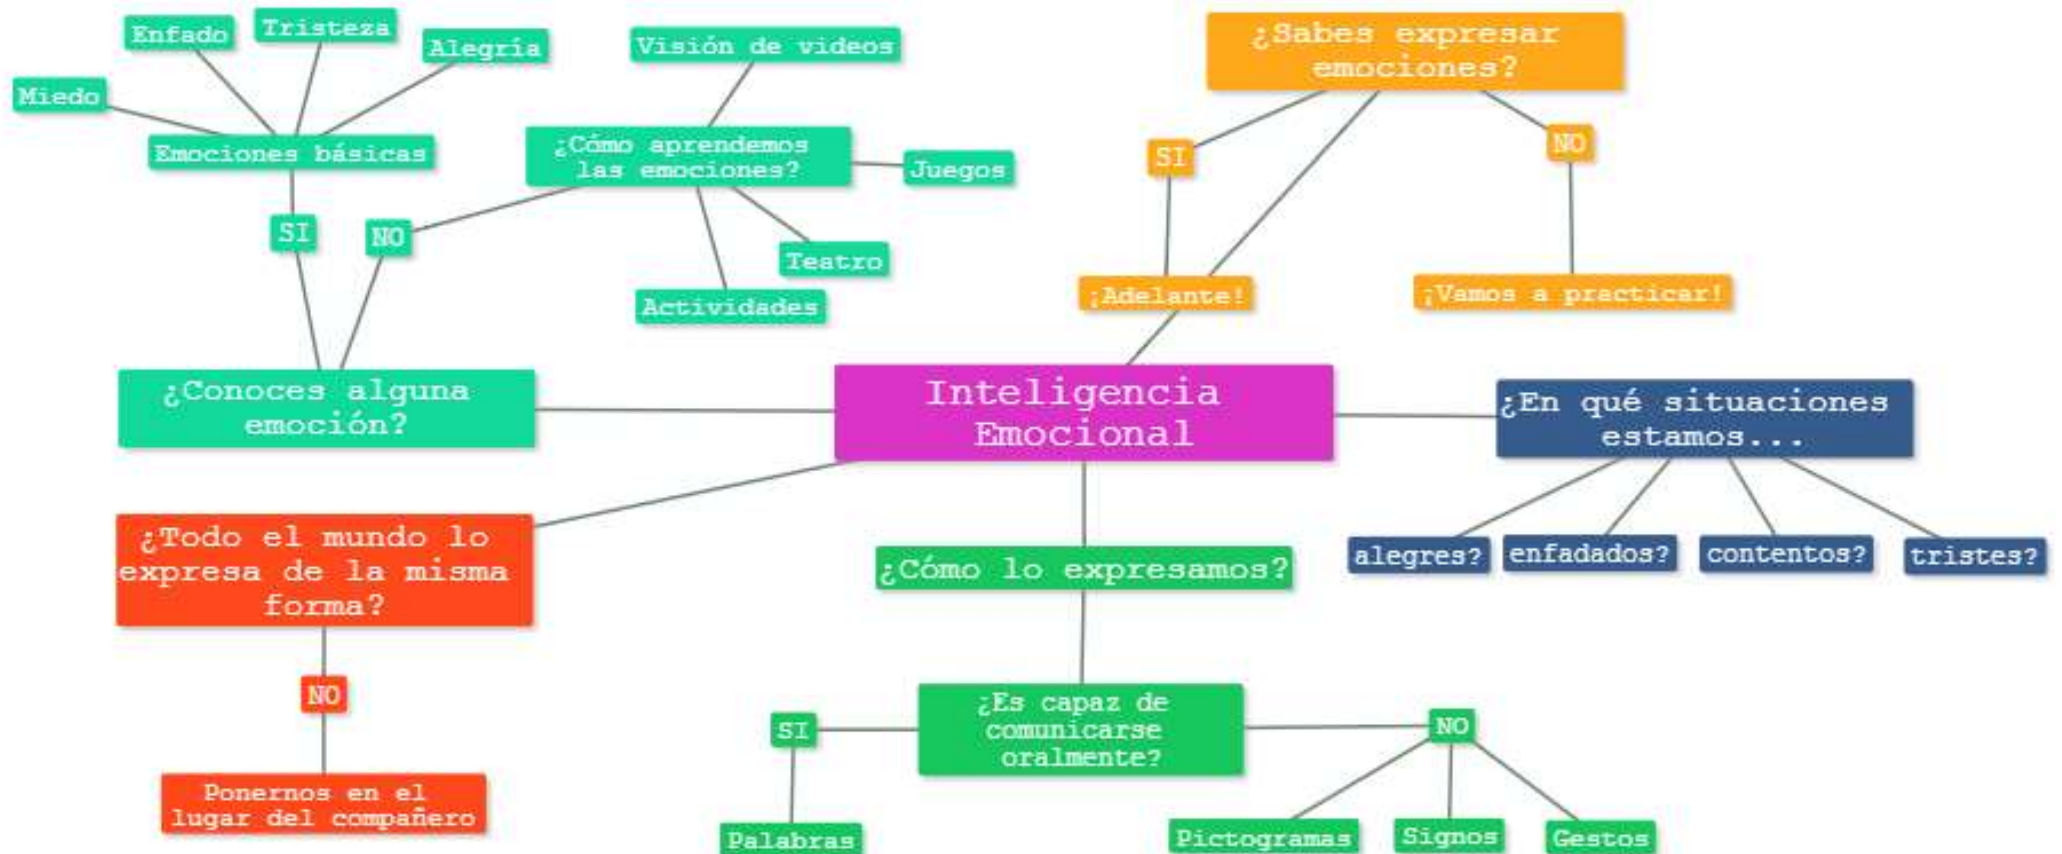 Enfado
Tristeza
Alegría
Miedo
Emociones básicas
SI
NO
Visión de videos
¿Cómo aprendemos
las emociones?
Juegos
Teatro
Actividades
¿Conoces alguna
emoción?
¿Sabes expresar
emociones?
SI
NO
¡Adelante!
¡Vamos a practicar!
Inteligencia
Emocional
¿En qué situaciones
estamos...
alegres?
enfadados?
contentos?
tristes?
¿Todo el mundo lo
expresa de la misma
forma?
NO
Ponernos en el
lugar del compañero
¿Cómo lo expresamos?
¿Es capaz de
comunicarse
oralmente?
SI
NO
Palabras
Pictogramas
Signos
Gestos